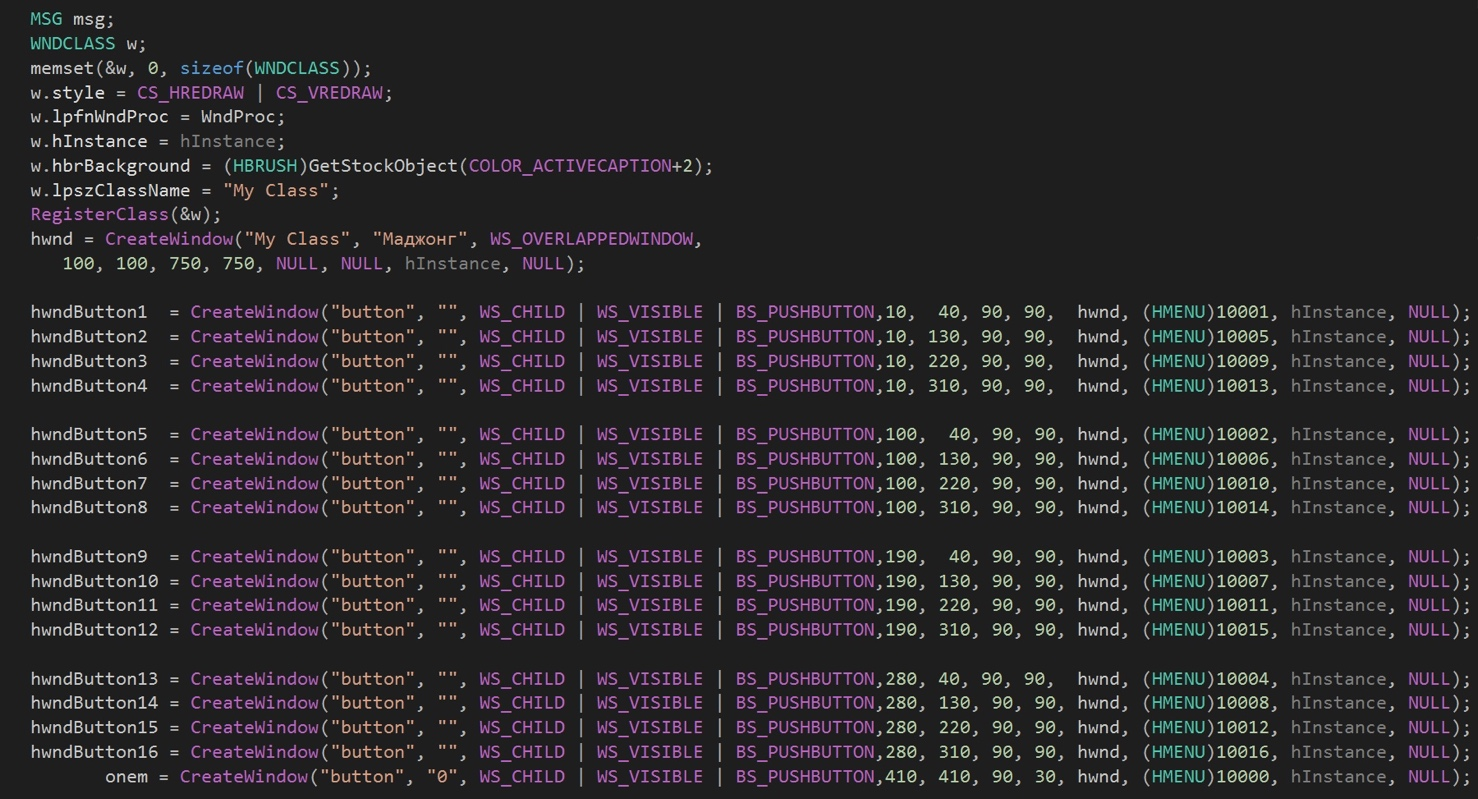 MSG msg;
WNDCLASS w;
memset(&w, 0, sizeof(WNDCLASS));
w.style = CS_HREDRAW | CS_VREDRAW;
w.lpfnWndProc = WndProc;
w.hInstance = hInstance;
w.hbrBackground = (HBRUSH)GetStockObject(COLOR_ACTIVECAPTION+2);
w.lpszClassName = "My Class";
RegisterClass(&w);
hwnd = CreateWindow("My Class", "Маджонг", WS_OVERLAPPEDWINDOW,
100, 100, 750, 750, NULL, NULL, hInstance, NULL);
hwndButton1 = CreateWindow("button", "", WS_CHILD | WS_VISIBLE | BS_PUSHBUTTON,10, 40, 90, 90, hwnd, (HMENU)10001, hInstance, NULL);
hwndButton2 = CreateWindow("button", "", WS_CHILD | WS_VISIBLE | BS_PUSHBUTTON,10, 130, 90, 90, hwnd, (HMENU)10005, hInstance, NULL);
hwndButton3 = CreateWindow("button", "", WS_CHILD | WS_VISIBLE | BS_PUSHBUTTON,10, 220, 90, 90, hwnd, (HMENU)10009, hInstance, NULL);
hwndButton4 = CreateWindow("button", "", WS_CHILD | WS_VISIBLE | BS_PUSHBUTTON,10, 310, 90, 90, hwnd, (HMENU)10013, hInstance, NULL);
hwndButton5 = CreateWindow("button", "", WS_CHILD | WS_VISIBLE | BS_PUSHBUTTON,100, 40, 90, 90, hwnd, (HMENU)10002, hInstance, NULL);
hwndButton6 = CreateWindow("button", "", WS_CHILD | WS_VISIBLE | BS_PUSHBUTTON,100, 130, 90, 90, hwnd, (HMENU)10006, hInstance, NULL);
hwndButton7 = CreateWindow("button", "", WS_CHILD | WS_VISIBLE | BS_PUSHBUTTON,100, 220, 90, 90, hwnd, (HMENU)10010, hInstance, NULL);
hwndButton8 = CreateWindow("button", "", WS_CHILD | WS_VISIBLE | BS_PUSHBUTTON,100, 310, 90, 90, hwnd, (HMENU)10014, hInstance, NULL);
hwndButton9 = CreateWindow("button", "", WS_CHILD | WS_VISIBLE | BS_PUSHBUTTON,190, 40, 90, 90, hwnd, (HMENU)10003, hInstance, NULL);
hwndButton10 = CreateWindow("button", "", WS_CHILD | WS_VISIBLE | BS_PUSHBUTTON,190, 130, 90, 90, hwnd, (HMENU)10007, hInstance, NULL);
hwndButton11 = CreateWindow("button", "", WS_CHILD | WS_VISIBLE | BS_PUSHBUTTON,190, 220, 90, 90, hwnd, (HMENU)10011, hInstance, NULL);
hwndButton12 = CreateWindow("button", "", WS_CHILD | WS_VISIBLE | BS_PUSHBUTTON,190, 310, 90, 90, hwnd, (HMENU)10015, hInstance, NULL);
hwndButton13 = CreateWindow("button", "", WS_CHILD | WS_VISIBLE | BS_PUSHBUTTON,280, 40, 90, 90, hwnd, (HMENU)10004, hInstance, NULL);
hwndButton14 = CreateWindow("button", "", WS_CHILD | WS_VISIBLE | BS_PUSHBUTTON,280, 130, 90, 90, hwnd, (HMENU)10008, hInstance, NULL);
hwndButton15 = CreateWindow("button", "", WS_CHILD | WS_VISIBLE | BS_PUSHBUTTON,280, 220, 90, 90, hwnd, (HMENU)10012, hInstance, NULL);
hwndButton16 = CreateWindow("button", "", WS_CHILD | WS_VISIBLE | BS_PUSHBUTTON,280, 310, 90, 90, hwnd, (HMENU)10016, hInstance, NULL);
onem = CreateWindow("button", "0", WS_CHILD | WS_VISIBLE | BS_PUSHBUTTON,410, 410, 90, 30, hwnd, (HMENU)10000, hInstance, NULL);